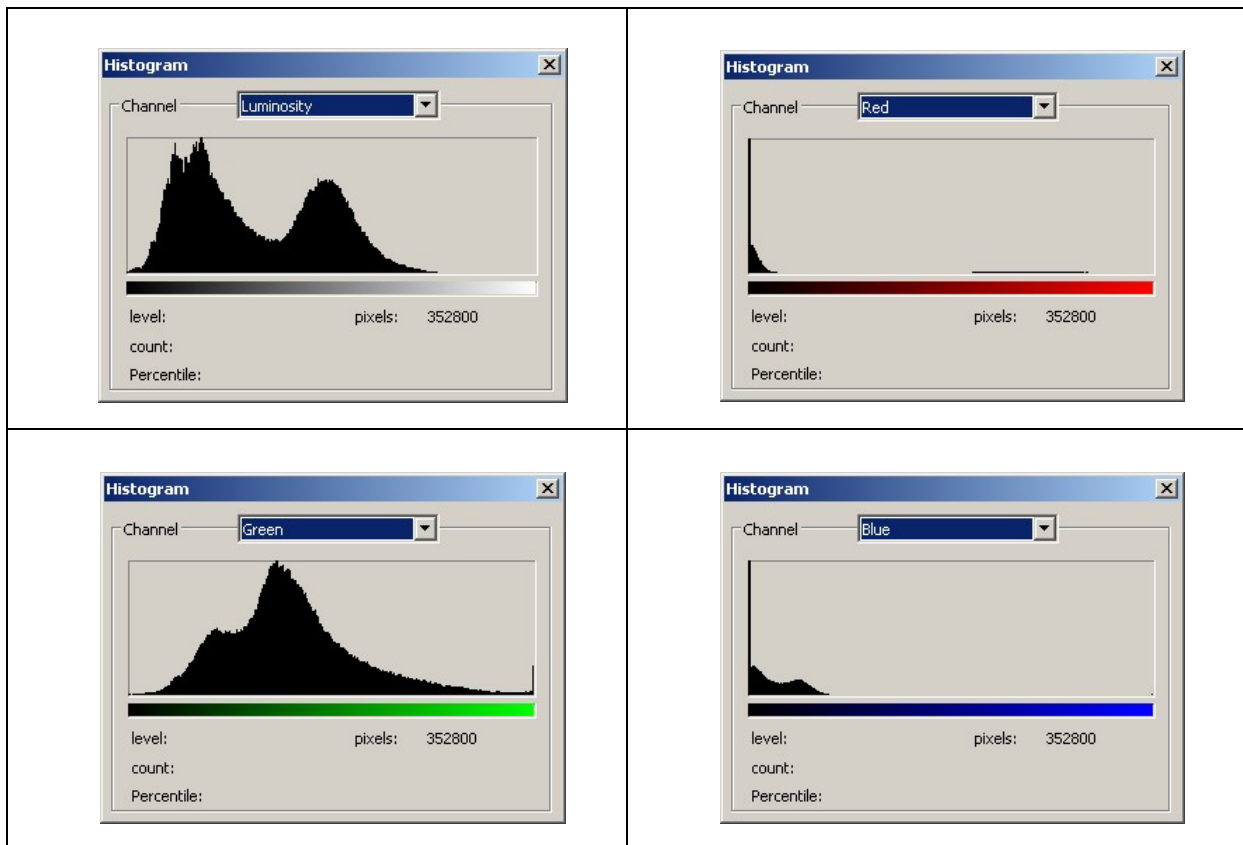 Histogram
Channel Luminosity
level: pixels: 352800
count:
Percentile:
Histogram
Channel Red
level: pixels: 352800
count:
Percentile:
Histogram
Channel Green
level: pixels: 352800
count:
Percentile:
Histogram
Channel Blue
level: pixels: 352800
count:
Percentile: